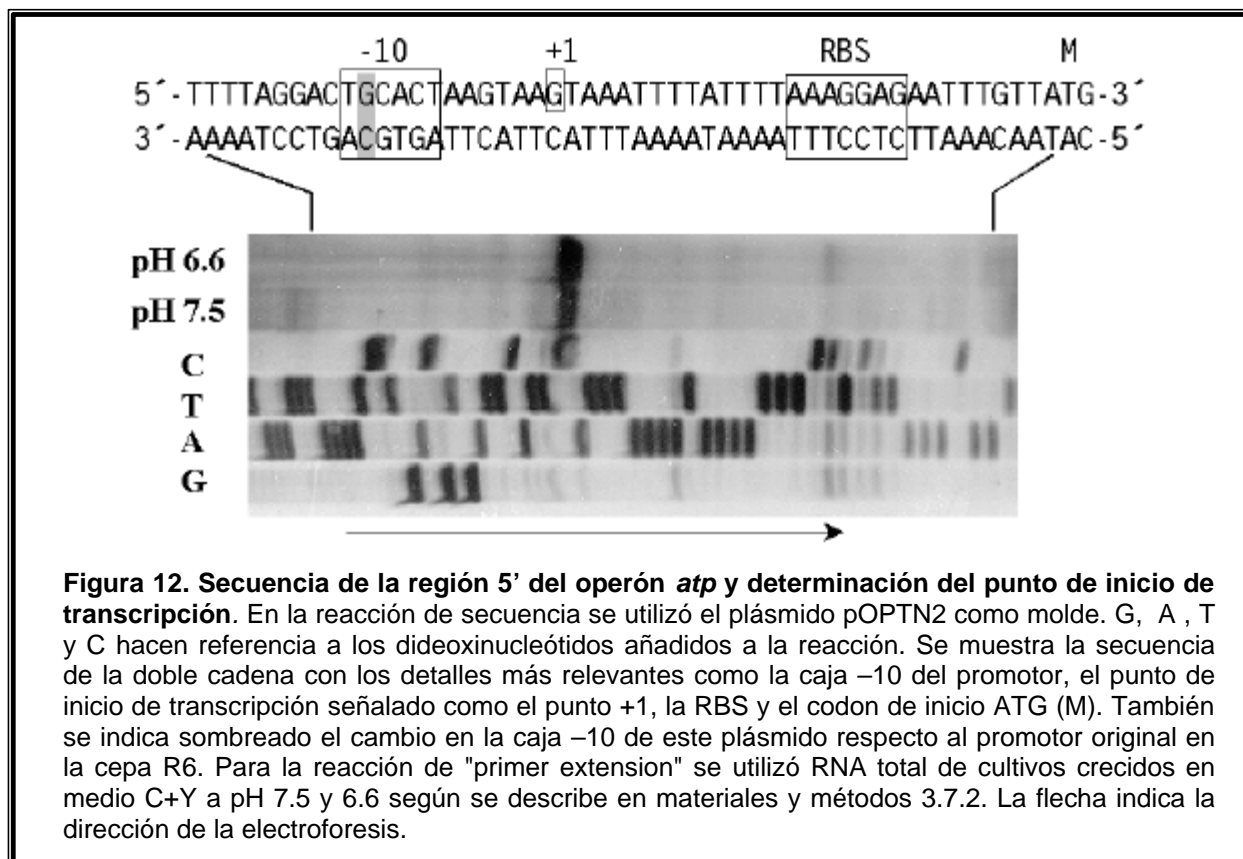 -10 +1 RBS M
5´-TTTTAGGACTGCACTAAGTAAGTAAATTTTATTTTAAAGGAGAATTTGTTATG-3´
3´-AAAATCCTGACGTGATTCATTCATTTAAAATAAAATTTCCTCTTAAACAATAC-5´
pH 6.6
pH 7.5
C
T
A
G
Figura 12. Secuencia de la región 5’ del operón atp y determinación del punto de inicio de
transcripción. En la reacción de secuencia se utilizó el plásmido pOPTN2 como molde. G, A , T
y C hacen referencia a los dideoxinucleótidos añadidos a la reacción. Se muestra la secuencia
de la doble cadena con los detalles más relevantes como la caja –10 del promotor, el punto de
inicio de transcripción señalado como el punto +1, la RBS y el codon de inicio ATG (M). También
se indica sombreado el cambio en la caja –10 de este plásmido respecto al promotor original en
la cepa R6. Para la reacción de "primer extension" se utilizó RNA total de cultivos crecidos en
medio C+Y a pH 7.5 y 6.6 según se describe en materiales y métodos 3.7.2. La flecha indica la
dirección de la electroforesis.